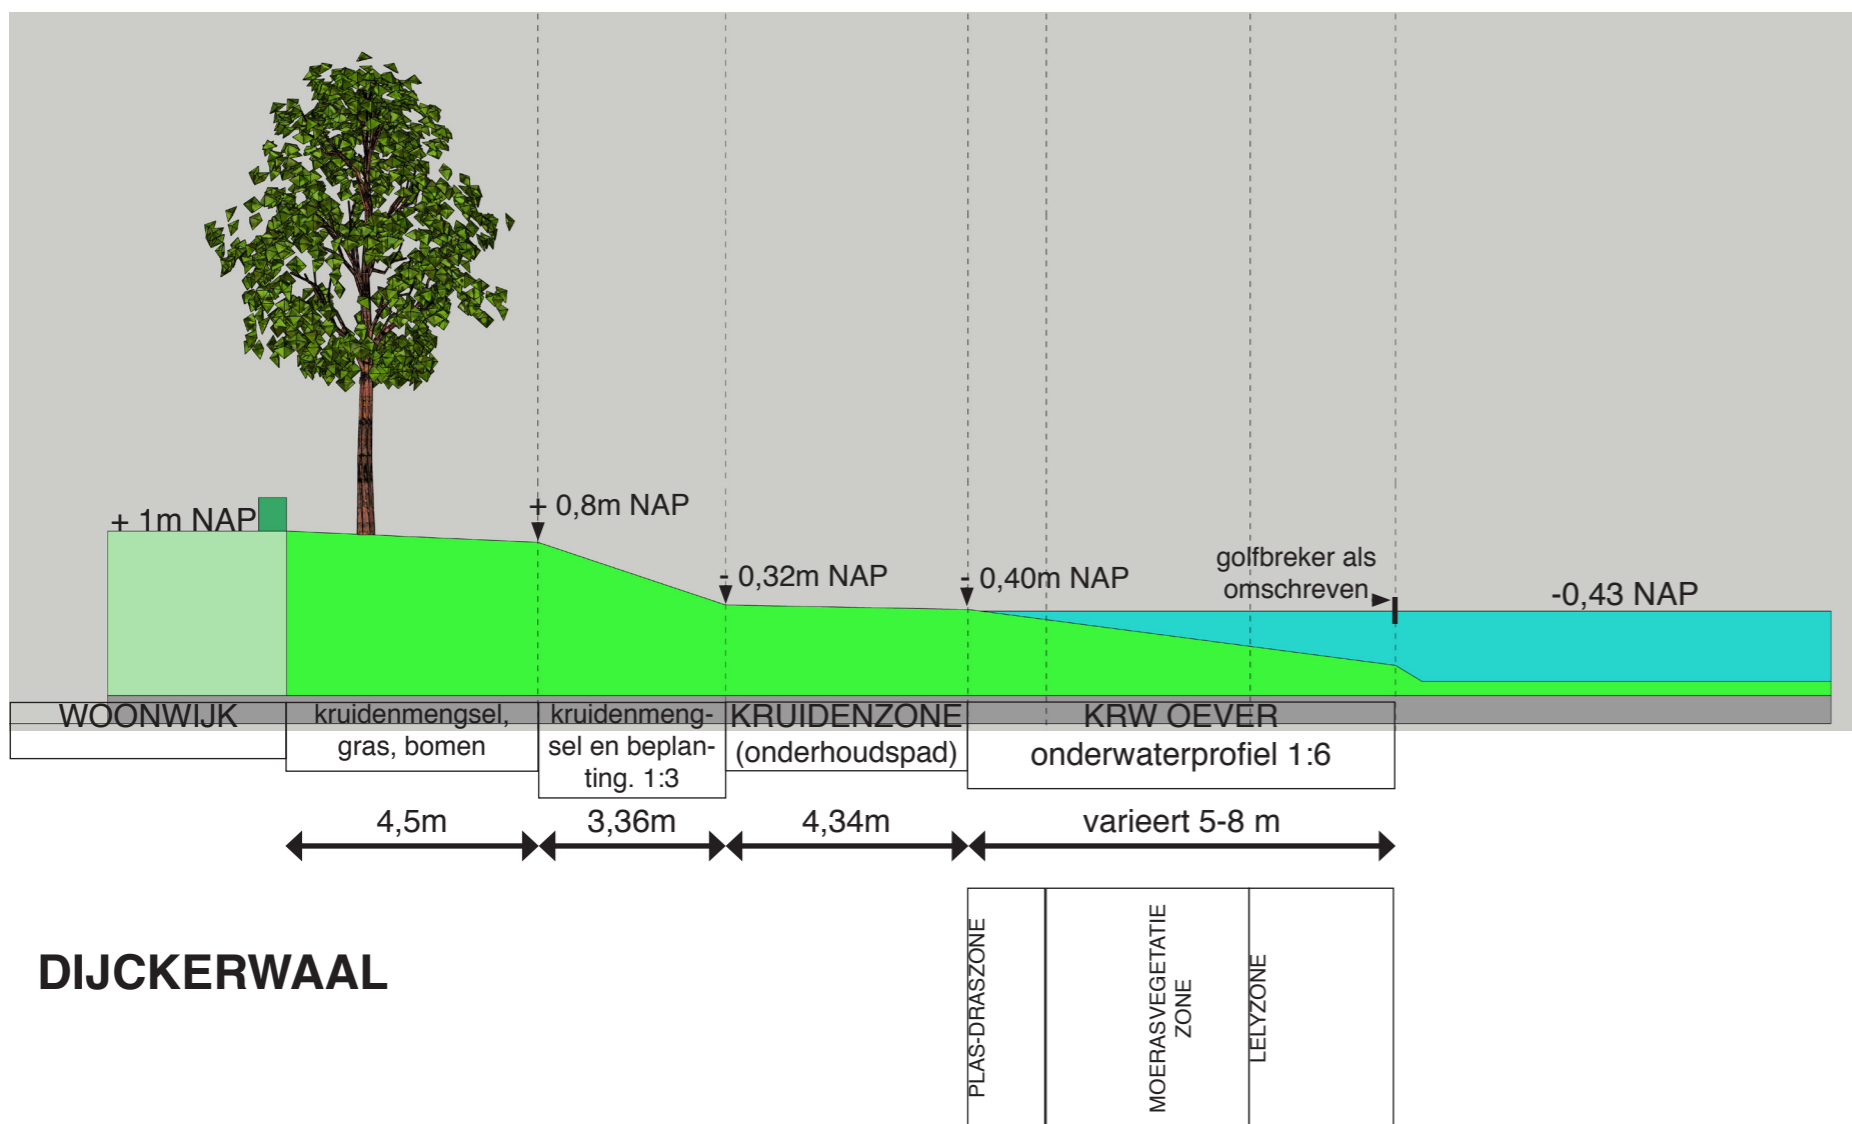 + 1m NAP
+ 0,8m NAP
- 0,32m NAP
- 0,40m NAP
golfbreker als
omschreven
-0,43 NAP
WOONWIJK
kruidenmengsel,
gras, bomen
kruidenmeng-
sel en beplan-
ting. 1:3
KRUIDENZONE
(onderhoudspad)
KRW OEVER
onderwaterprofiel 1:6
4,5m
3,36m
4,34m
varieert 5-8 m
DIJCKERWAAL
PLAS-DRASZONE
MOERASVEGETATIE
ZONE
LELYZONE